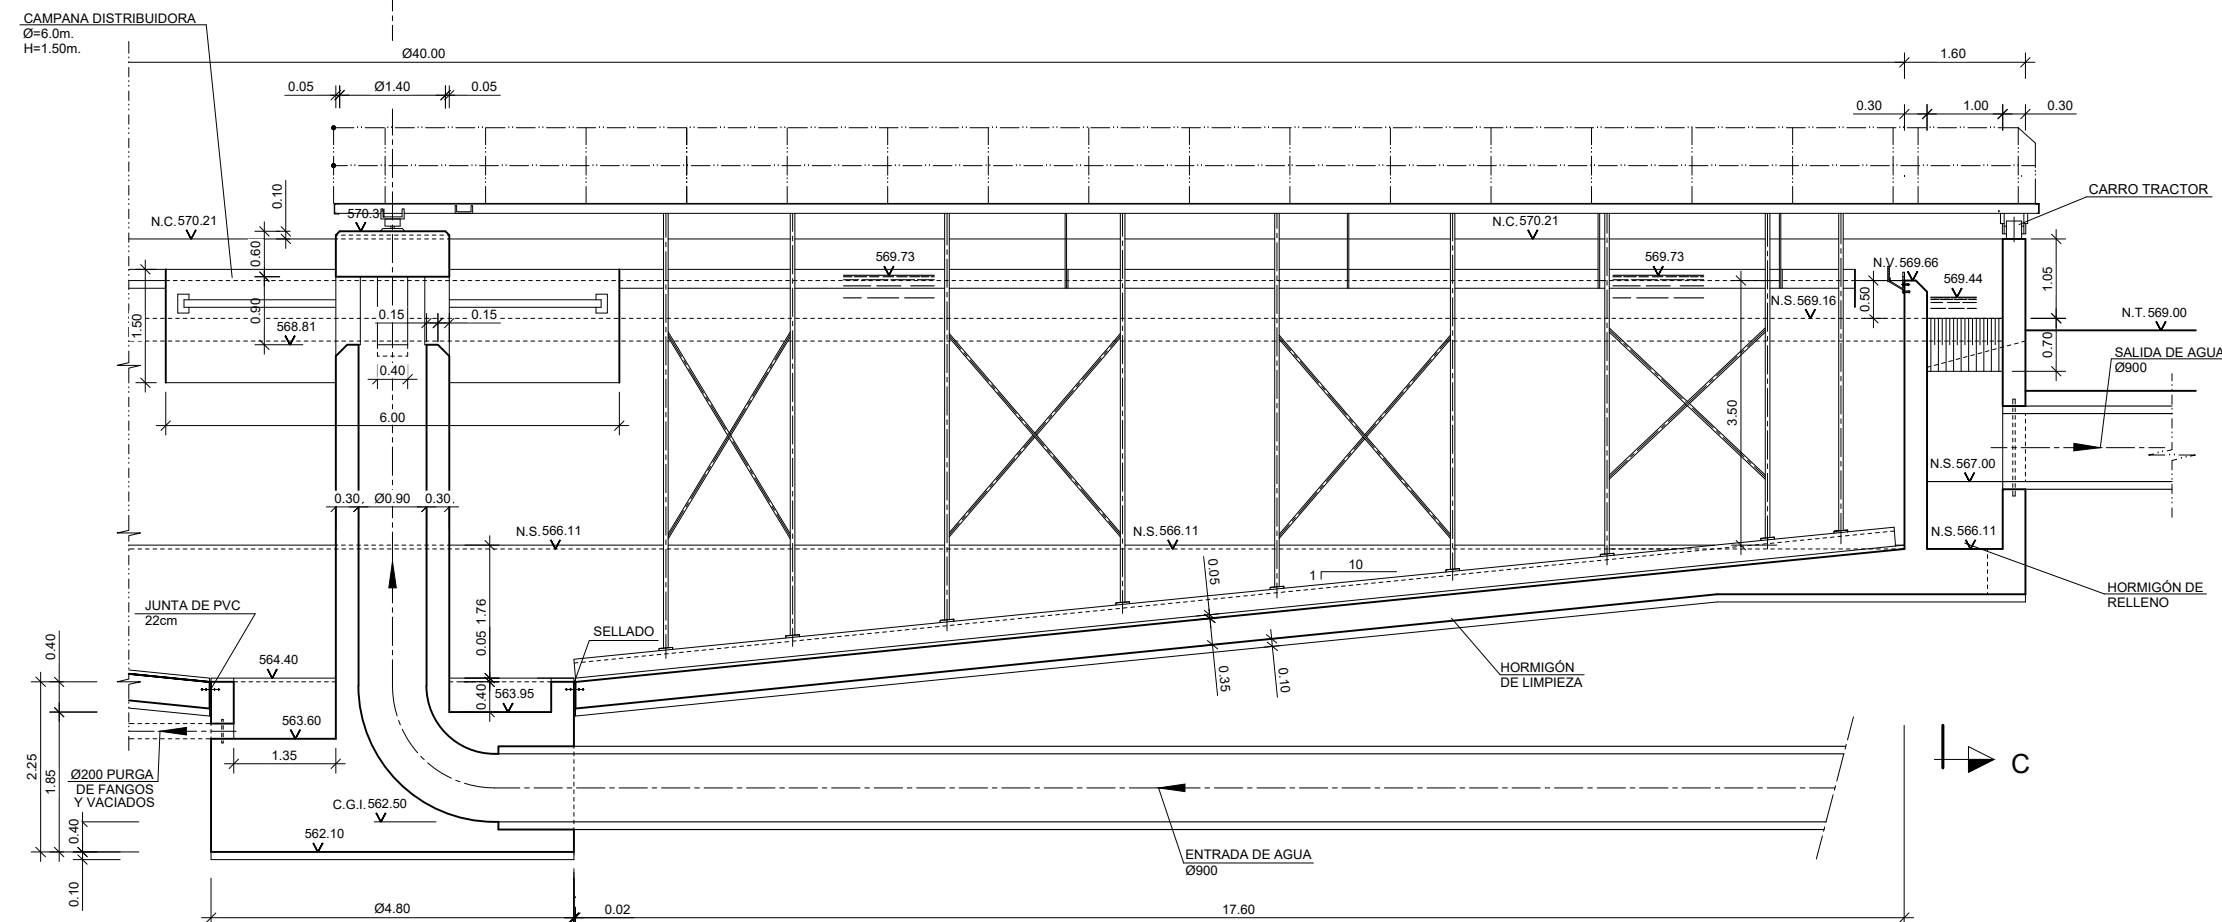 CAMPANA DISTRIBUIDORA
Ø=6.0m.
H=1.50m.
Ø40.00
1.60
0.05
Ø1.40
0.05
0.30
1.00
0.30
CARRO TRACTOR
0.10
N.C. 570.21
570.3
N.C. 570.21
0.60
569.73
569.73
N.V. 569.66
569.44
1.05
0.90
1.50
0.15
0.15
568.81
N.S. 569.16
0.50
N.T. 569.00
0.70
SALIDA DE AGUA
Ø900
0.40
6.00
3.50
N.S. 567.00
0.30
Ø0.90
0.30
N.S. 566.11
N.S. 566.11
N.S. 566.11
1
10
0.05
1.76
HORMIGÓN DE
RELLENO
JUNTA DE PVC
22cm
SELLADO
0.40
0.05
564.40
0.40
563.95
0.35
0.10
HORMIGÓN
DE LIMPIEZA
563.60
1.35
2.25
1.85
Ø200 PURGA
DE FANGOS
Y VACIADOS
C.G.I. 562.50
C
0.40
562.10
0.10
ENTRADA DE AGUA
Ø900
Ø4.80
0.02
17.60